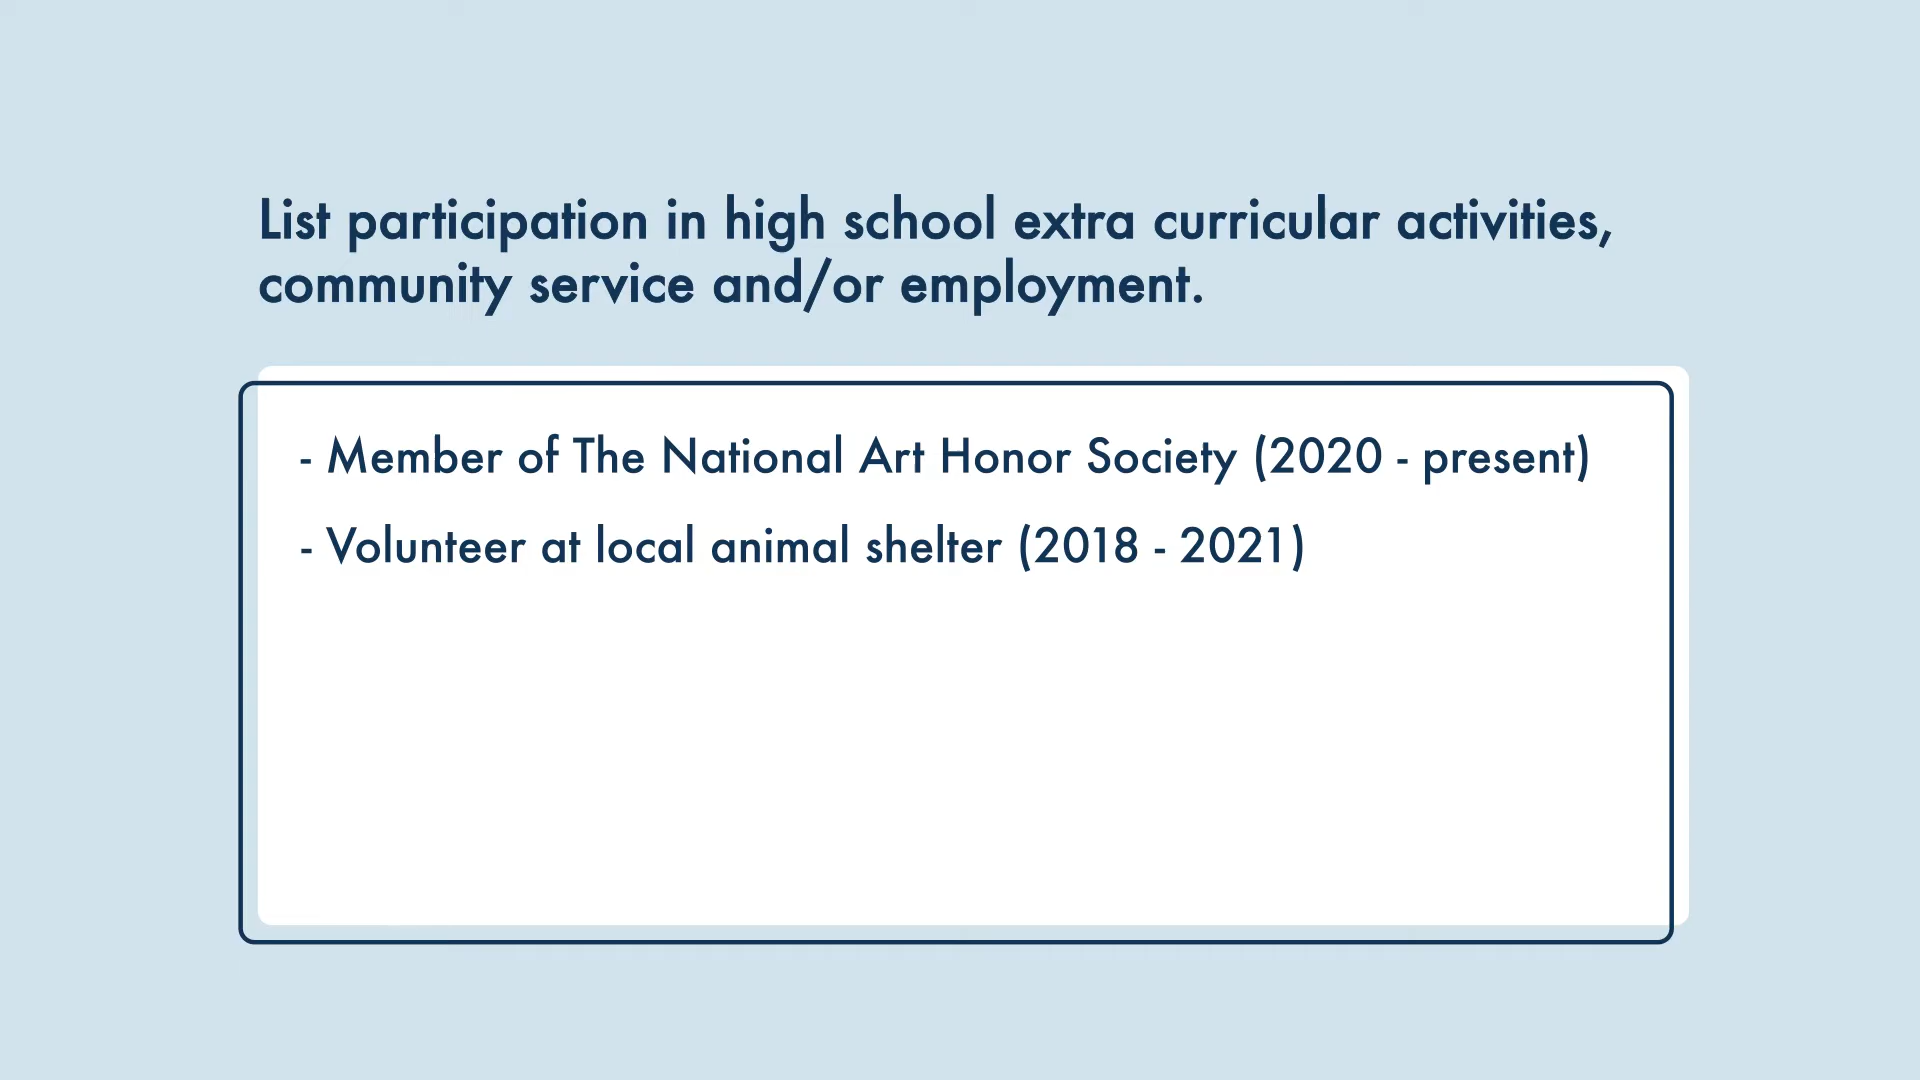 List participation in high school extra curricular activities,
community service and/or employment.
- Member of The National Art Honor Society (2020 - present)
- Volunteer at local animal shelter (2018 - 2021)